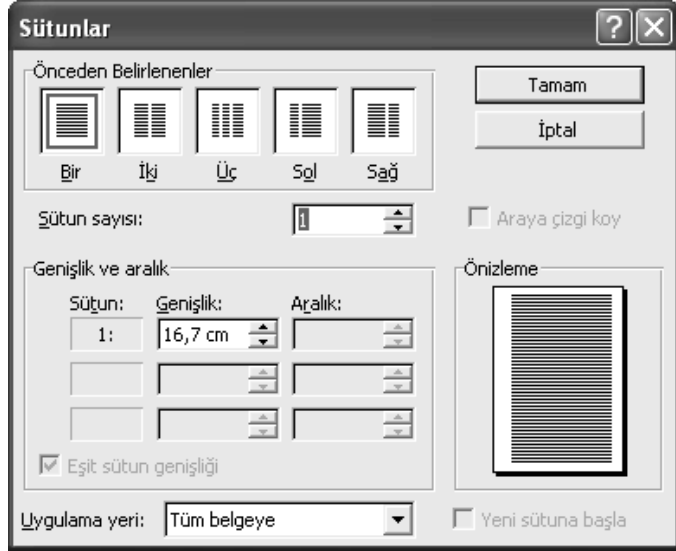 Sütunlar
Önceden Belirlenenler
Bir İki Üç Sol Sağ
Tamam
İptal
Sütun sayısı: 1
Araya çizgi koy
Genişlik ve aralık
Sütun: Genişlik: Aralık:
1: 16,7 cm
Eşit sütun genişliği
Önizleme
Uygulama yeri: Tüm belgeye
Yeni sütuna başla